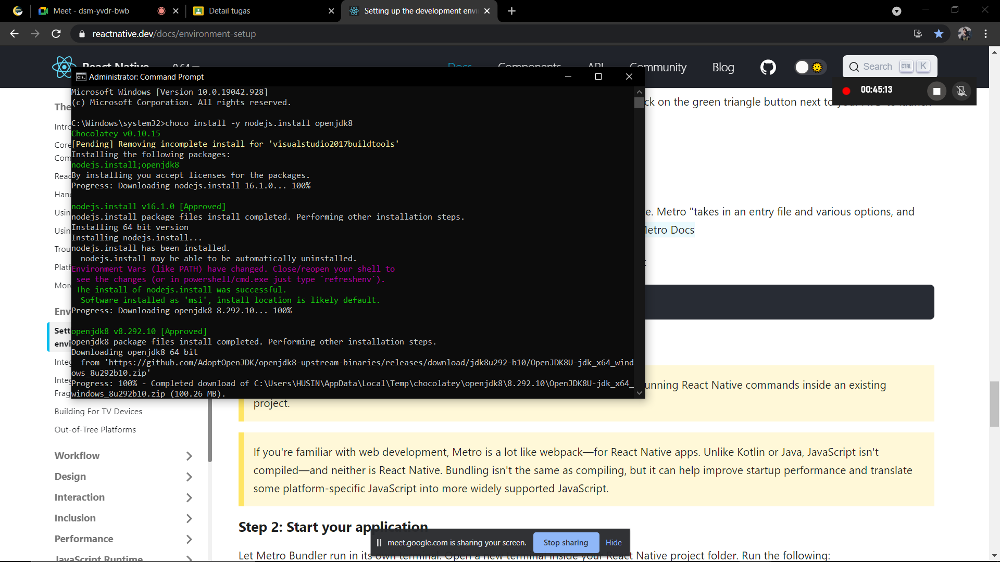 Meet - dsm-yvdr-bwb
Detail tugas
Setting up the development envi
reactnative.dev/docs/environment-setup
React Native
0.64
Docs
Components
API
Community
Blog
Search
CTRL
K
00:45:13
Administrator: Command Prompt
Microsoft Windows [Version 10.0.19042.928]
(c) Microsoft Corporation. All rights reserved.
C:\Windows\system32>choco install -y nodejs.install openjdk8
Chocolatey v0.10.15
[Pending] Removing incomplete install for 'visualstudio2017buildtools'
Installing the following packages:
nodejs.install;openjdk8
By installing you accept licenses for the packages.
Progress: Downloading nodejs.install 16.1.0... 100%
nodejs.install v16.1.0 [Approved]
nodejs.install package files install completed. Performing other installation steps.
Installing 64 bit version
Installing nodejs.install...
nodejs.install has been installed.
nodejs.install may be able to be automatically uninstalled.
Environment Vars (like PATH) have changed. Close/reopen your shell to
see the changes (or in powershell/cmd.exe just type `refreshenv`).
The install of nodejs.install was successful.
Software installed as 'msi', install location is likely default.
Progress: Downloading openjdk8 8.292.10... 100%
openjdk8 v8.292.10 [Approved]
openjdk8 package files install completed. Performing other installation steps.
Downloading openjdk8 64 bit
from 'https://github.com/AdoptOpenJDK/openjdk8-upstream-binaries/releases/download/jdk8u292-b10/OpenJDK8U-jdk_x64_wind
ows_8u292b10.zip'
Progress: 100% - Completed download of C:\Users\HUSIN\AppData\Local\Temp\chocolatey\openjdk8\8.292.10\OpenJDK8U-jdk_x64_
windows_8u292b10.zip (100.26 MB).
The
Intro
Core
Com
Reac
Hand
Usin
Usin
Trou
Platf
More
Env
Setti
envi
Integ
Integ
Frag
Building For TV Devices
Out-of-Tree Platforms
Workflow
Design
Interaction
Inclusion
Performance
JavaScript Runtime
ck on the green triangle button next to your AVD to launch
e. Metro "takes in an entry file and various options, and
Metro Docs
:
unning React Native commands inside an existing
project.
If you're familiar with web development, Metro is a lot like webpack—for React Native apps. Unlike Kotlin or Java, JavaScript isn't
compiled—and neither is React Native. Bundling isn't the same as compiling, but it can help improve startup performance and translate
some platform-specific JavaScript into more widely supported JavaScript.
Step 2: Start your application
Let Metro Bundler run in its own terminal. Open a new terminal inside your React Native project folder. Run the following:
meet.google.com is sharing your screen.
Stop sharing
Hide